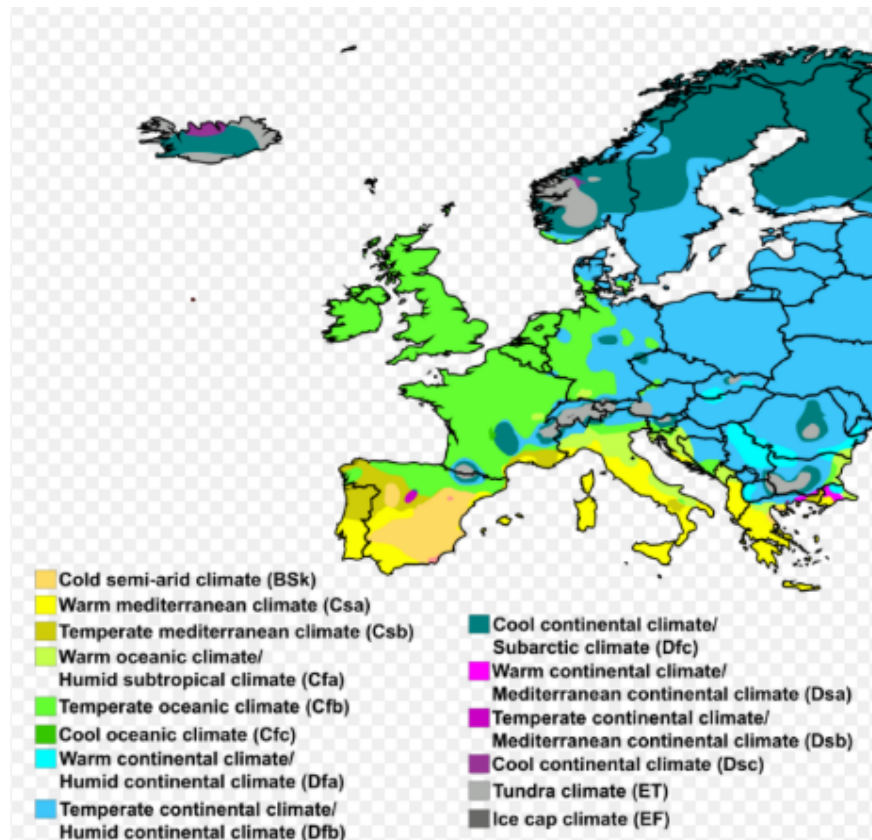 Cold semi-arid climate (BSk)
Warm mediterranean climate (Csa)
Temperate mediterranean climate (Csb)
Warm oceanic climate/
Humid subtropical climate (Cfa)
Temperate oceanic climate (Cfb)
Cool oceanic climate (Cfc)
Warm continental climate/
Humid continental climate (Dfa)
Temperate continental climate/
Humid continental climate (Dfb)
Cool continental climate/
Subarctic climate (Dfc)
Warm continental climate/
Mediterranean continental climate (Dsa)
Temperate continental climate/
Mediterranean continental climate (Dsb)
Cool continental climate (Dsc)
Tundra climate (ET)
Ice cap climate (EF)